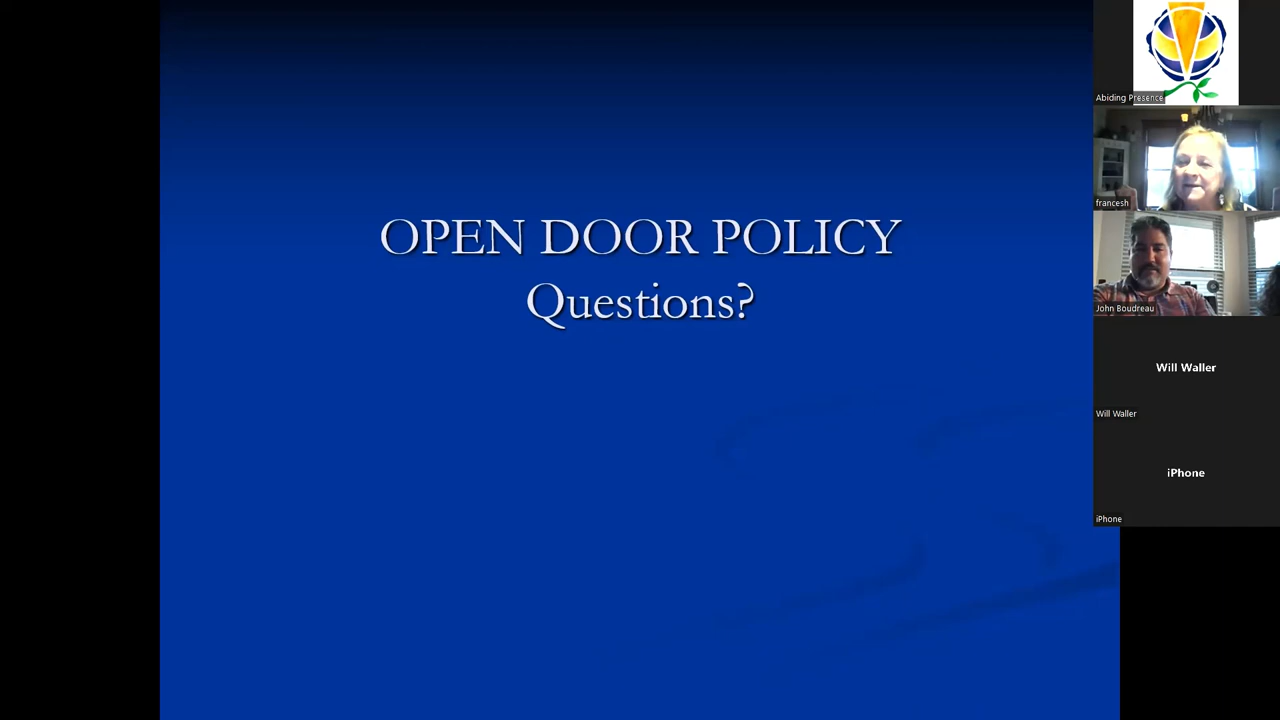 OPEN DOOR POLICY
Questions?
Abiding Presence
francesh
John Boudreau
Will Waller
Will Waller
iPhone
iPhone